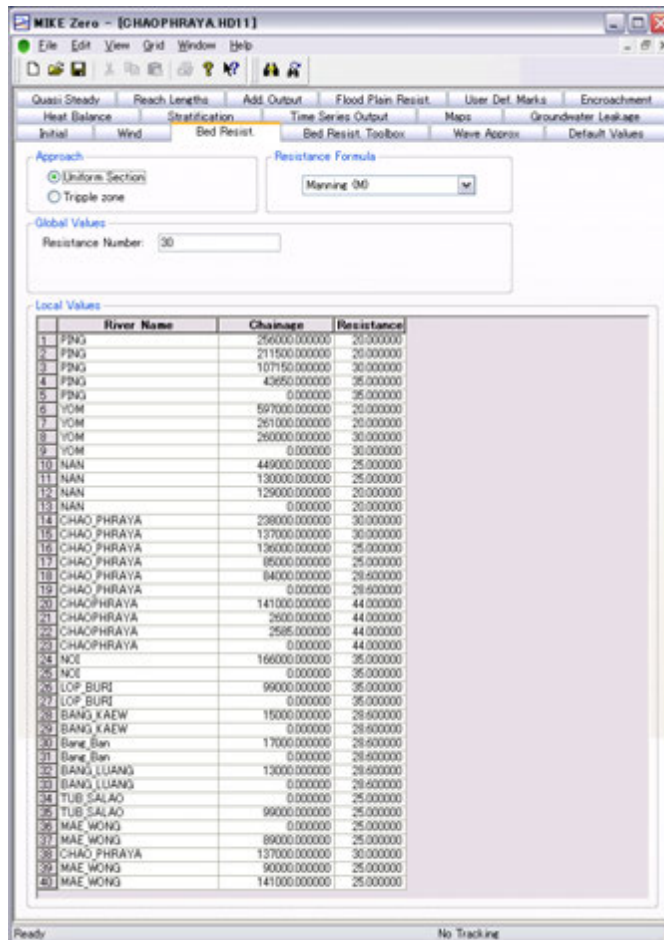 MIKE Zero - [CHAOPHRAYA.HD11]
File Edit View Grid Window Help
Quasi Steady Reach Lengths Add. Output Flood Plain Resist. User Def. Marks Encroachment
Heat Balance Stratification Time Series Output Maps Groundwater Leakage
Initial Wind Bed Resist. Bed Resist. Toolbox Wave Approx Default Values
Approach Resistance Formula
Uniform Section Manning (M)
Tripple zone
Global Values
Resistance Number: 30
Local Values
River Name Chainage Resistance
1 PING 256000.000000 20.000000
2 PING 211500.000000 20.000000
3 PING 107150.000000 30.000000
4 PING 43650.000000 35.000000
5 PING 0.000000 35.000000
6 YOM 597000.000000 20.000000
7 YOM 261000.000000 20.000000
8 YOM 260000.000000 30.000000
9 YOM 0.000000 30.000000
10 NAN 449000.000000 25.000000
11 NAN 130000.000000 25.000000
12 NAN 129000.000000 20.000000
13 NAN 0.000000 20.000000
14 CHAO_PHRAYA 238000.000000 30.000000
15 CHAO_PHRAYA 137000.000000 30.000000
16 CHAO_PHRAYA 136000.000000 25.000000
17 CHAO_PHRAYA 85000.000000 25.000000
18 CHAO_PHRAYA 84000.000000 28.600000
19 CHAO_PHRAYA 0.000000 28.600000
20 CHAOPHRAYA 141000.000000 44.000000
21 CHAOPHRAYA 2600.000000 44.000000
22 CHAOPHRAYA 2585.000000 44.000000
23 CHAOPHRAYA 0.000000 44.000000
24 NOI 166000.000000 35.000000
25 NOI 0.000000 35.000000
26 LOP_BURI 99000.000000 35.000000
27 LOP_BURI 0.000000 35.000000
28 BANG_KAEW 15000.000000 28.600000
29 BANG_KAEW 0.000000 28.600000
30 Bang_Ban 17000.000000 28.600000
31 Bang_Ban 0.000000 28.600000
32 BANG_LUANG 13000.000000 28.600000
33 BANG_LUANG 0.000000 28.600000
34 TUB_SALAO 0.000000 25.000000
35 TUB_SALAO 99000.000000 25.000000
36 MAE_WONG 0.000000 25.000000
37 MAE_WONG 89000.000000 25.000000
38 CHAO_PHRAYA 137000.000000 30.000000
39 MAE_WONG 90000.000000 25.000000
40 MAE_WONG 141000.000000 25.000000
Ready No Tracking